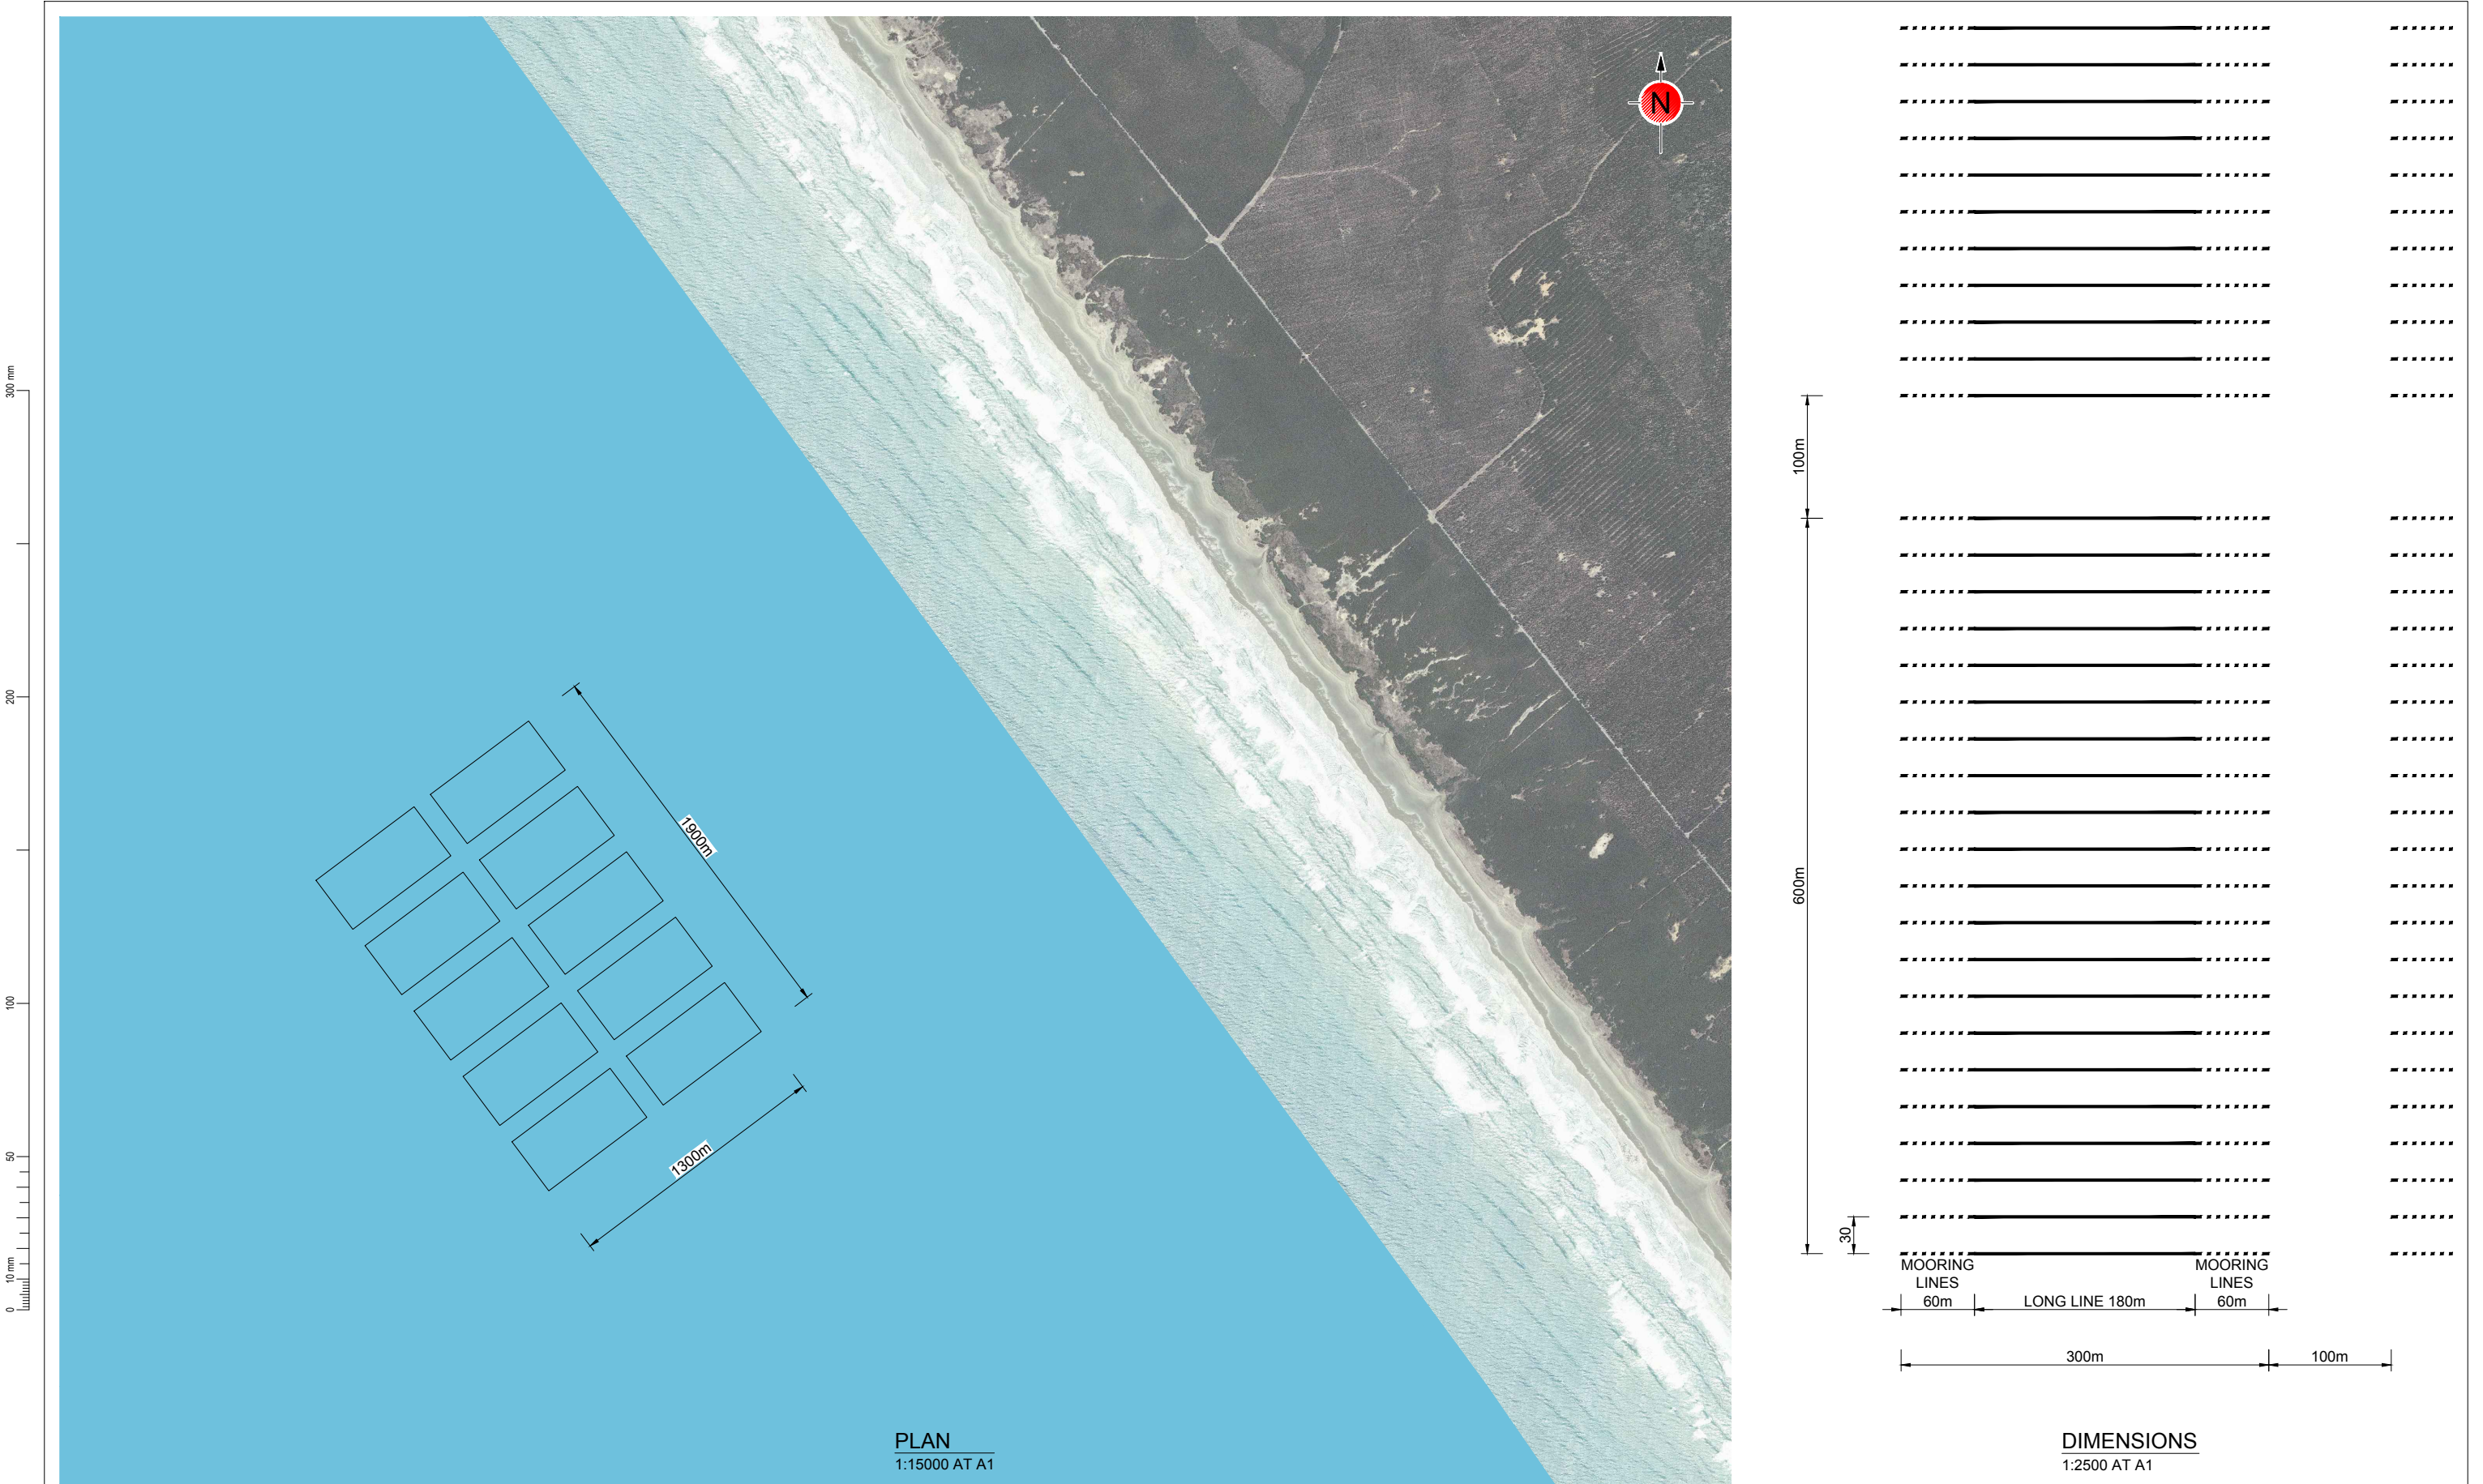 300 mm
200
100
50
10 mm
0
N
1900m
1300m
PLAN
1:15000 AT A1
100m
600m
30
MOORING
LINES
60m
LONG LINE 180m
MOORING
LINES
60m
300m
100m
DIMENSIONS
1:2500 AT A1